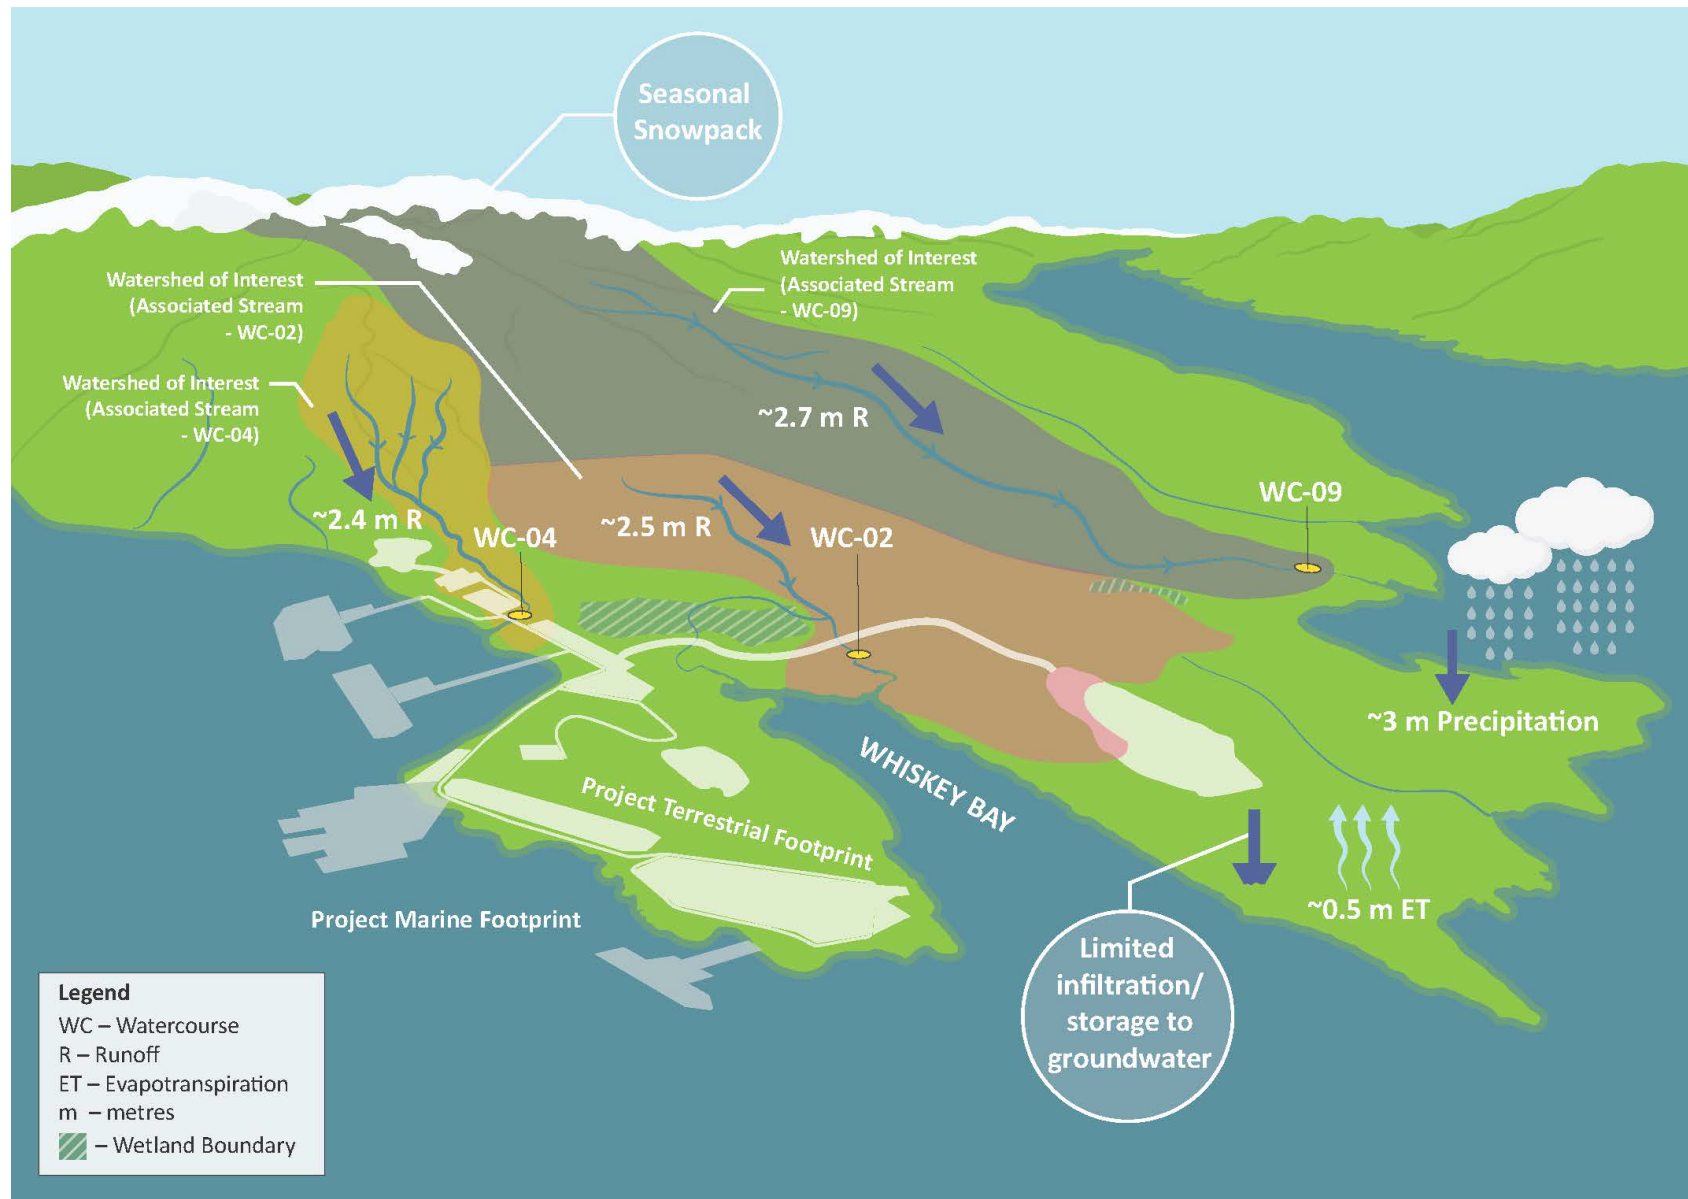 Seasonal
Snowpack
Watershed of Interest
(Associated Stream
- WC-09)
Watershed of Interest
(Associated Stream
- WC-02)
Watershed of Interest
(Associated Stream
- WC-04)
~2.7 m R
~2.4 m R
~2.5 m R
WC-04
WC-02
WC-09
~3 m Precipitation
WHISKEY BAY
Project Terrestrial Footprint
~0.5 m ET
Project Marine Footprint
Limited
infiltration/
storage to
groundwater
Legend
WC – Watercourse
R – Runoff
ET – Evapotranspiration
m – metres
– Wetland Boundary